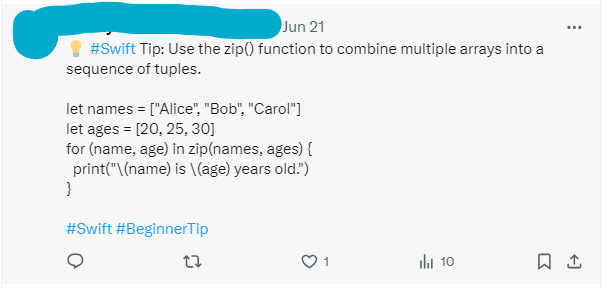 Jun 21
💡 #Swift Tip: Use the zip() function to combine multiple arrays into a
sequence of tuples.
let names = ["Alice", "Bob", "Carol"]
let ages = [20, 25, 30]
for (name, age) in zip(names, ages) {
  print("\(name) is \(age) years old.")
}
#Swift #BeginnerTip
1
10